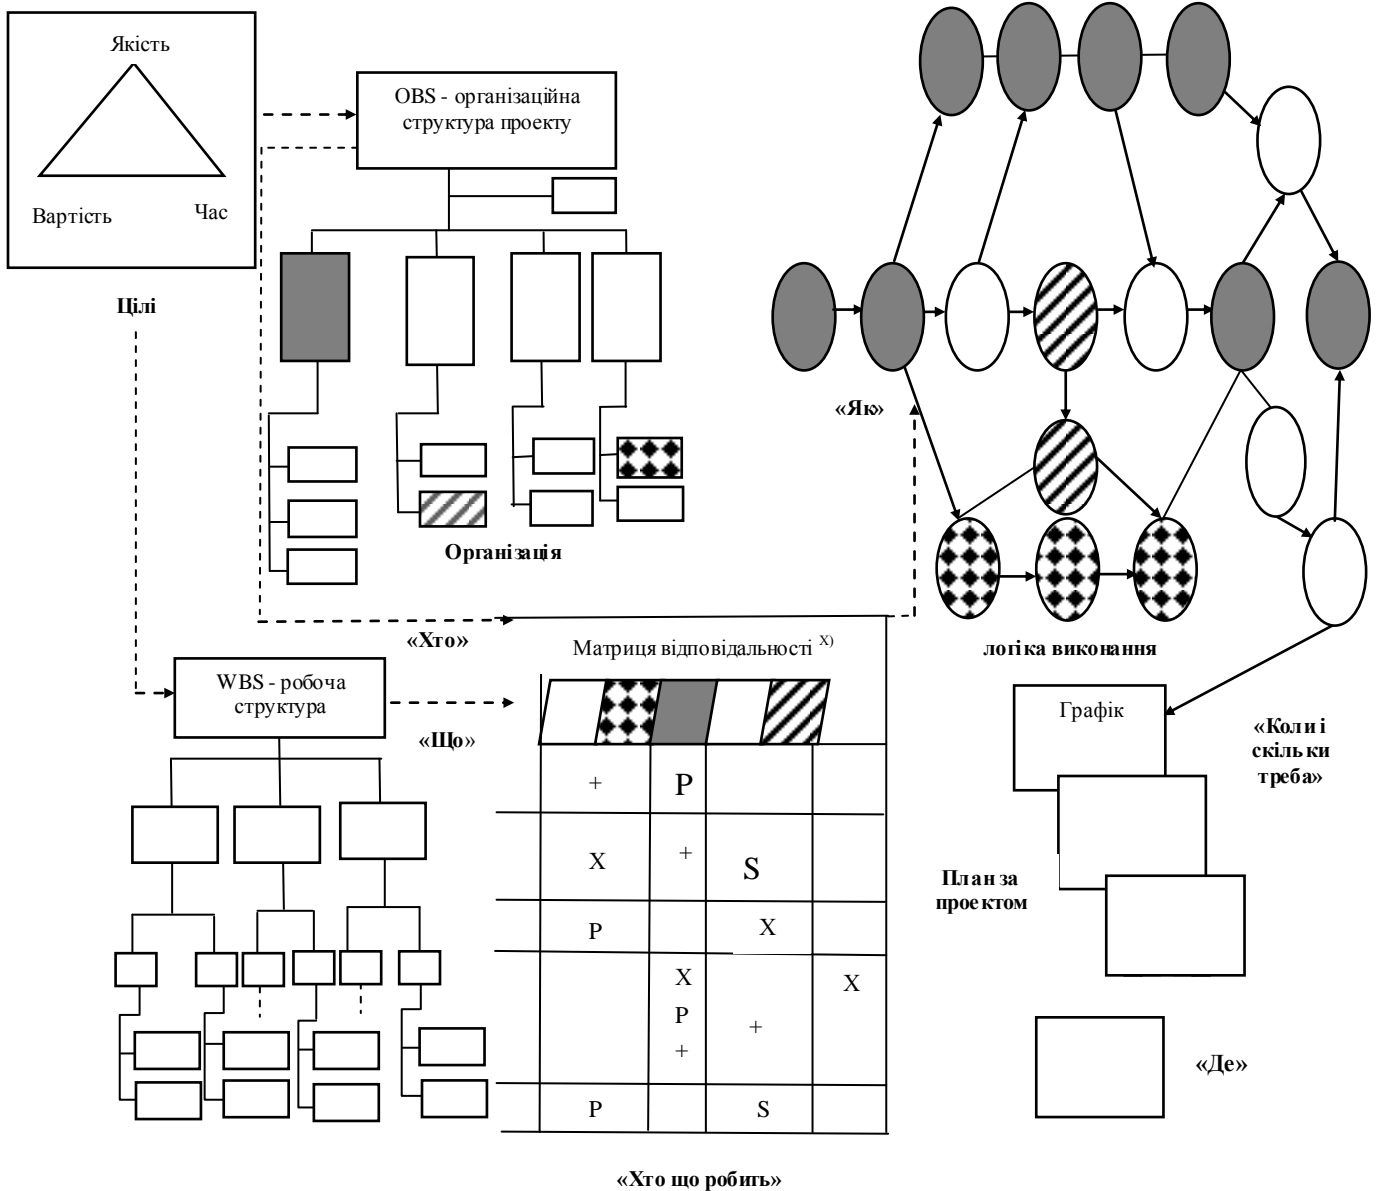 Якість
Вартість
Час
Цілі
OBS - організаційна
структура проекту
Організація
«Як»
логіка виконання
«Хто»
WBS - робоча
структура
«Що»
Матриця відповідальності X)
+
P
X
+
S
P
X
X
P
+
+
X
P
S
«Хто що робить»
Графік
«Коли і
скільки
треба»
План за
проектом
«Де»